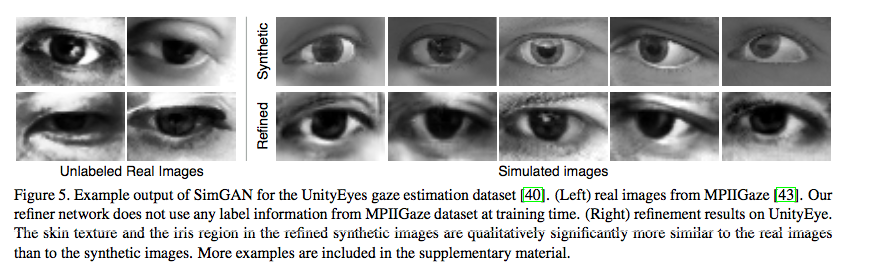 Synthetic
Refined
Unlabeled Real Images
Simulated images
Figure 5. Example output of SimGAN for the UnityEyes gaze estimation dataset [40]. (Left) real images from MPIIGaze [43]. Our
refiner network does not use any label information from MPIIGaze dataset at training time. (Right) refinement results on UnityEye.
The skin texture and the iris region in the refined synthetic images are qualitatively significantly more similar to the real images
than to the synthetic images. More examples are included in the supplementary material.